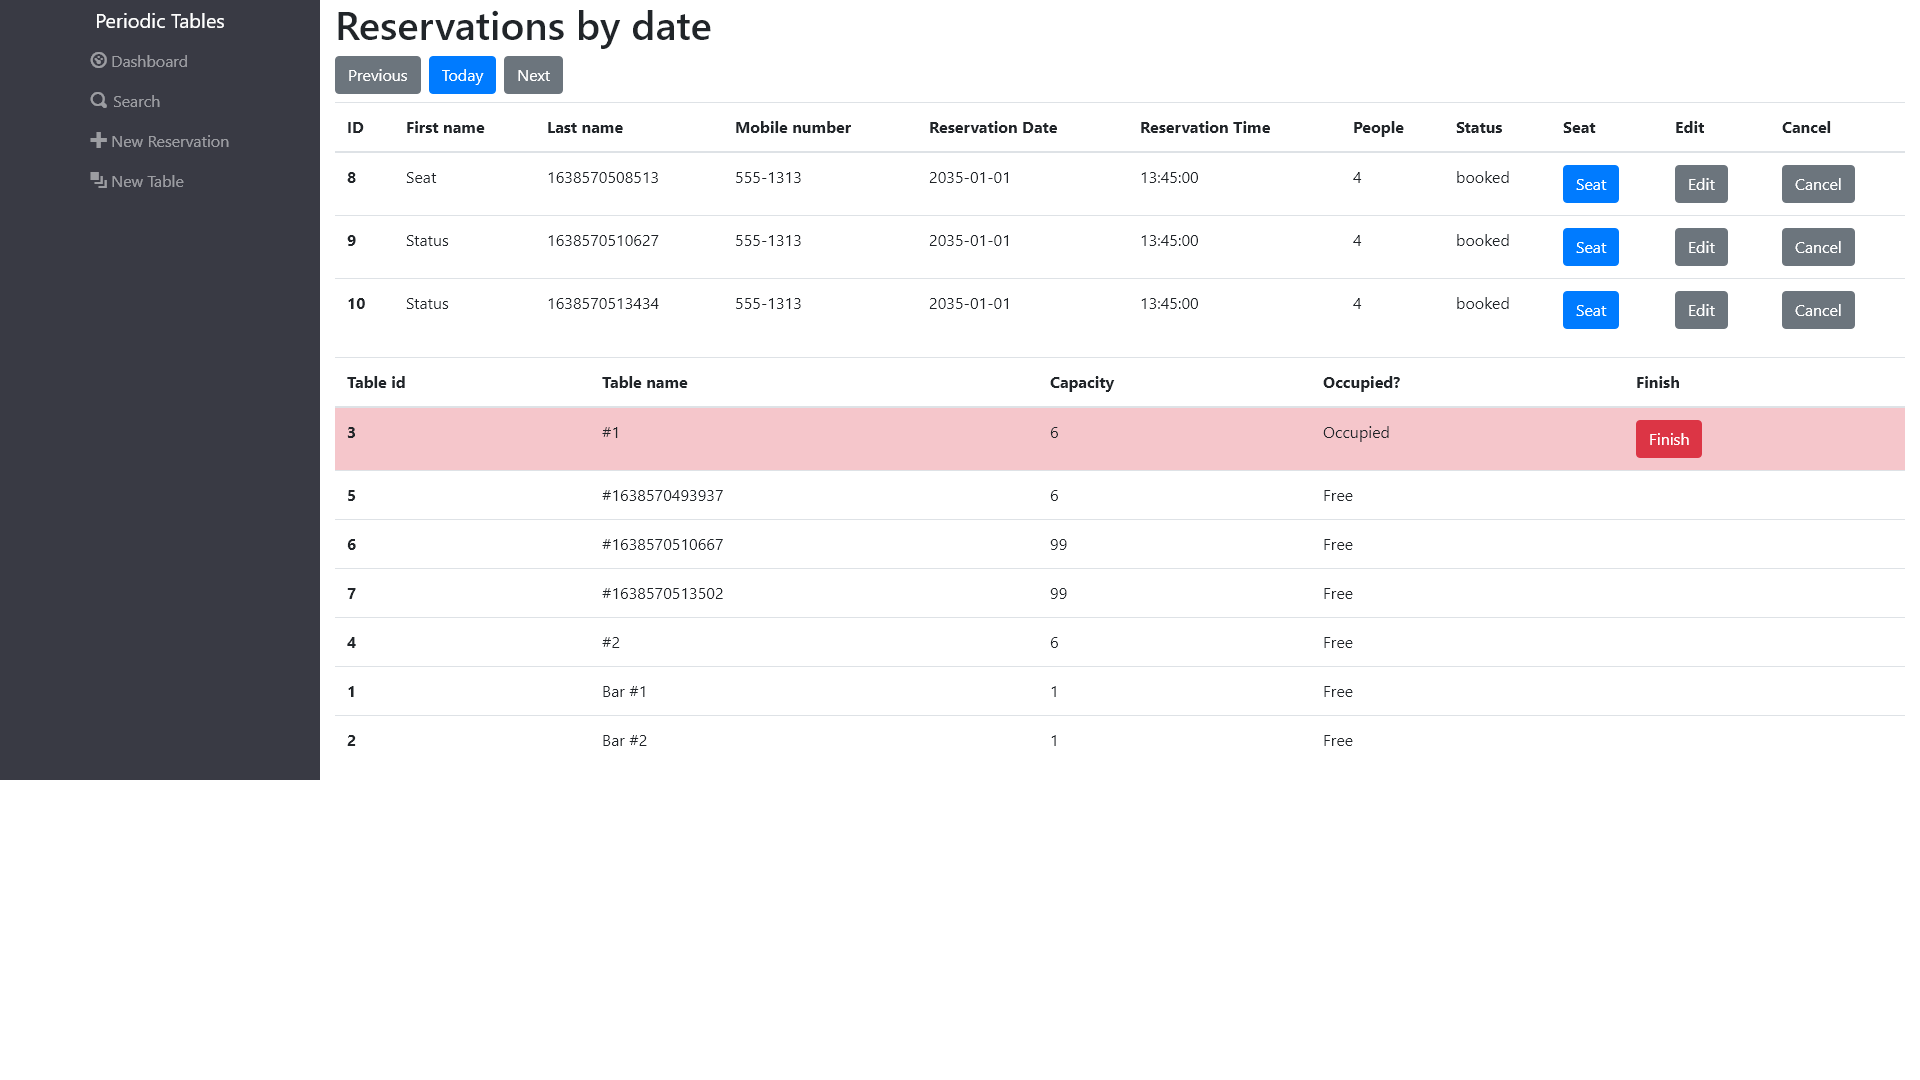 Periodic Tables
Dashboard
Search
New Reservation
New Table
Reservations by date
Previous Today Next
ID First name Last name Mobile number Reservation Date Reservation Time People Status Seat Edit Cancel
8 Seat 1638570508513 555-1313 2035-01-01 13:45:00 4 booked Seat Edit Cancel
9 Status 1638570510627 555-1313 2035-01-01 13:45:00 4 booked Seat Edit Cancel
10 Status 1638570513434 555-1313 2035-01-01 13:45:00 4 booked Seat Edit Cancel
Table id Table name Capacity Occupied? Finish
3 #1 6 Occupied Finish
5 #1638570493937 6 Free
6 #1638570510667 99 Free
7 #1638570513502 99 Free
4 #2 6 Free
1 Bar #1 1 Free
2 Bar #2 1 Free